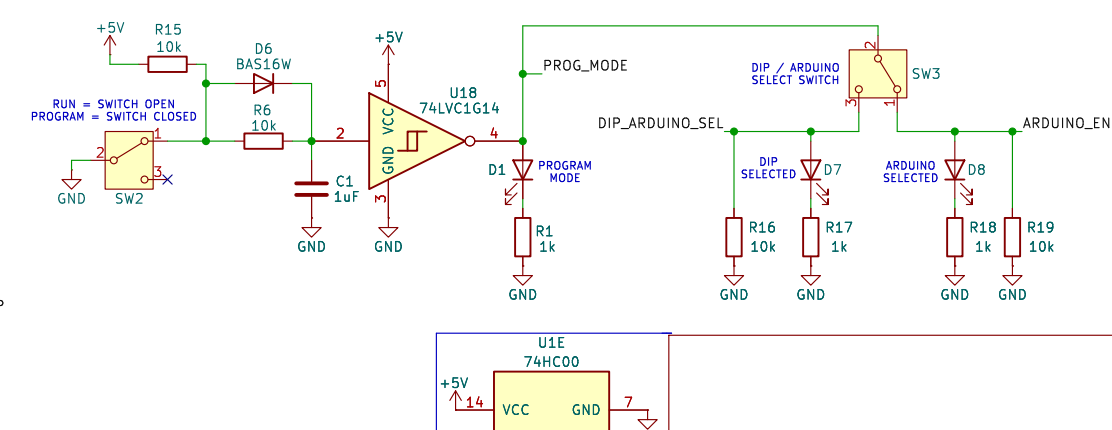 +5V
R15
10k
D6
BAS16W
RUN = SWITCH OPEN
PROGRAM = SWITCH CLOSED
R6
10k
1
2
3
SW2
GND
C1
1uF
GND
+5V
5
VCC
U18
74LVC1G14
2
4
GND
3
GND
PROG_MODE
D1
PROGRAM
MODE
R1
1k
GND
DIP / ARDUINO
SELECT SWITCH
2
SW3
3
1
DIP_ARDUINO_SEL
ARDUINO_EN
DIP
SELECTED
D7
ARDUINO
SELECTED
D8
R16
10k
R17
1k
R18
1k
R19
10k
GND
GND
GND
GND
U1E
74HC00
+5V
14
VCC
GND
7